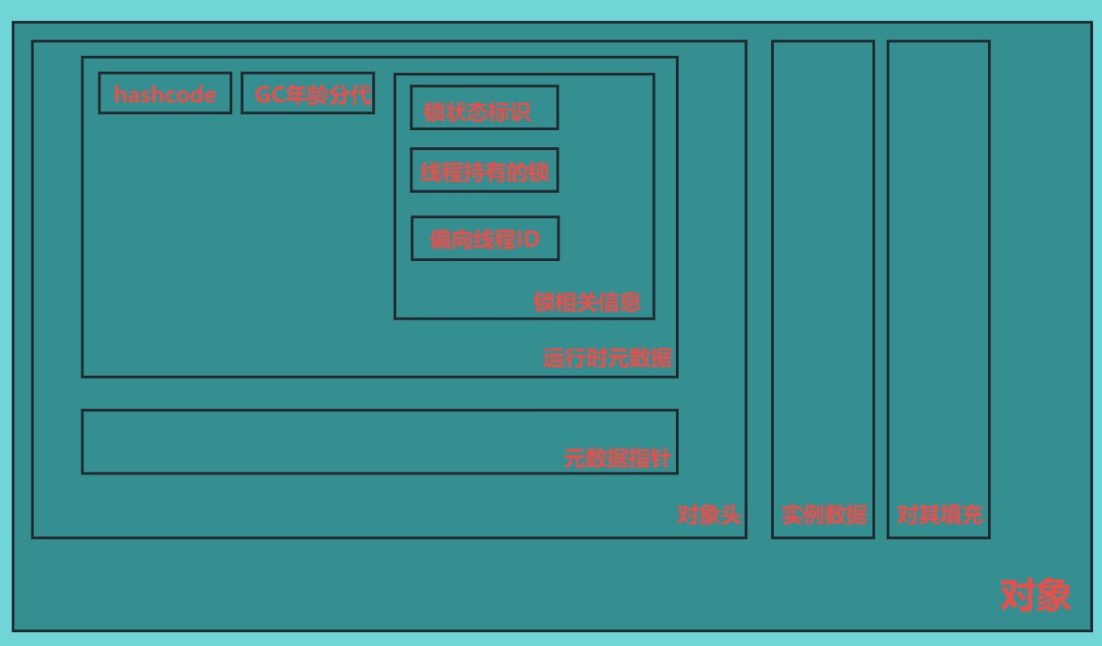 hashcode
GC年龄分代
锁状态标识
线程持有的锁
偏向线程ID
锁相关信息
运行时元数据
元数据指针
对象头
实例数据
对其填充
对象